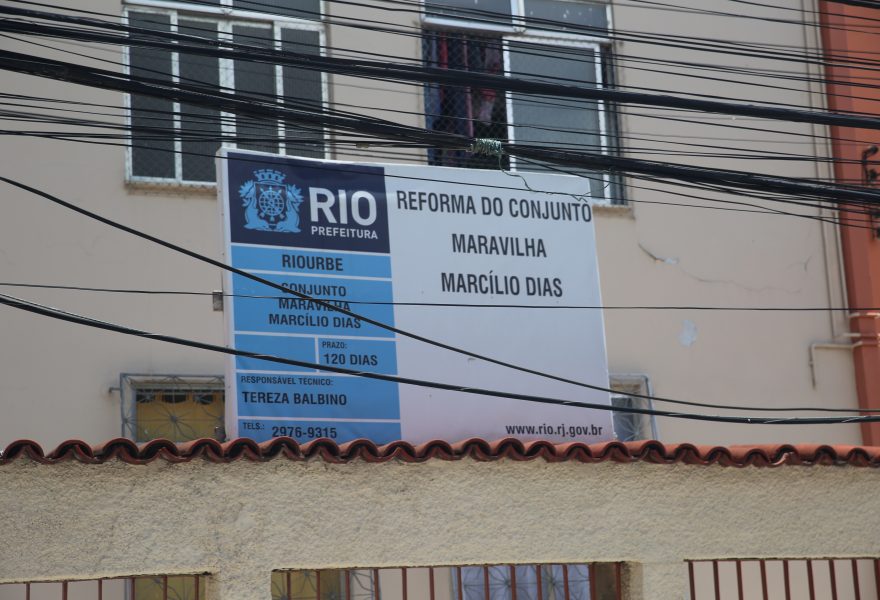 RIO
PREFEITURA
RIOURBE
CONJUNTO
MARAVILHA
MARCÍLIO DIAS
PRAZO:
120 DIAS
RESPONSÁVEL TECNICO:
TEREZA BALBINO
TELS.: 2976-9315
REFORMA DO CONJUNTO
MARAVILHA
MARCÍLIO DIAS
www.rio.rj.gov.br